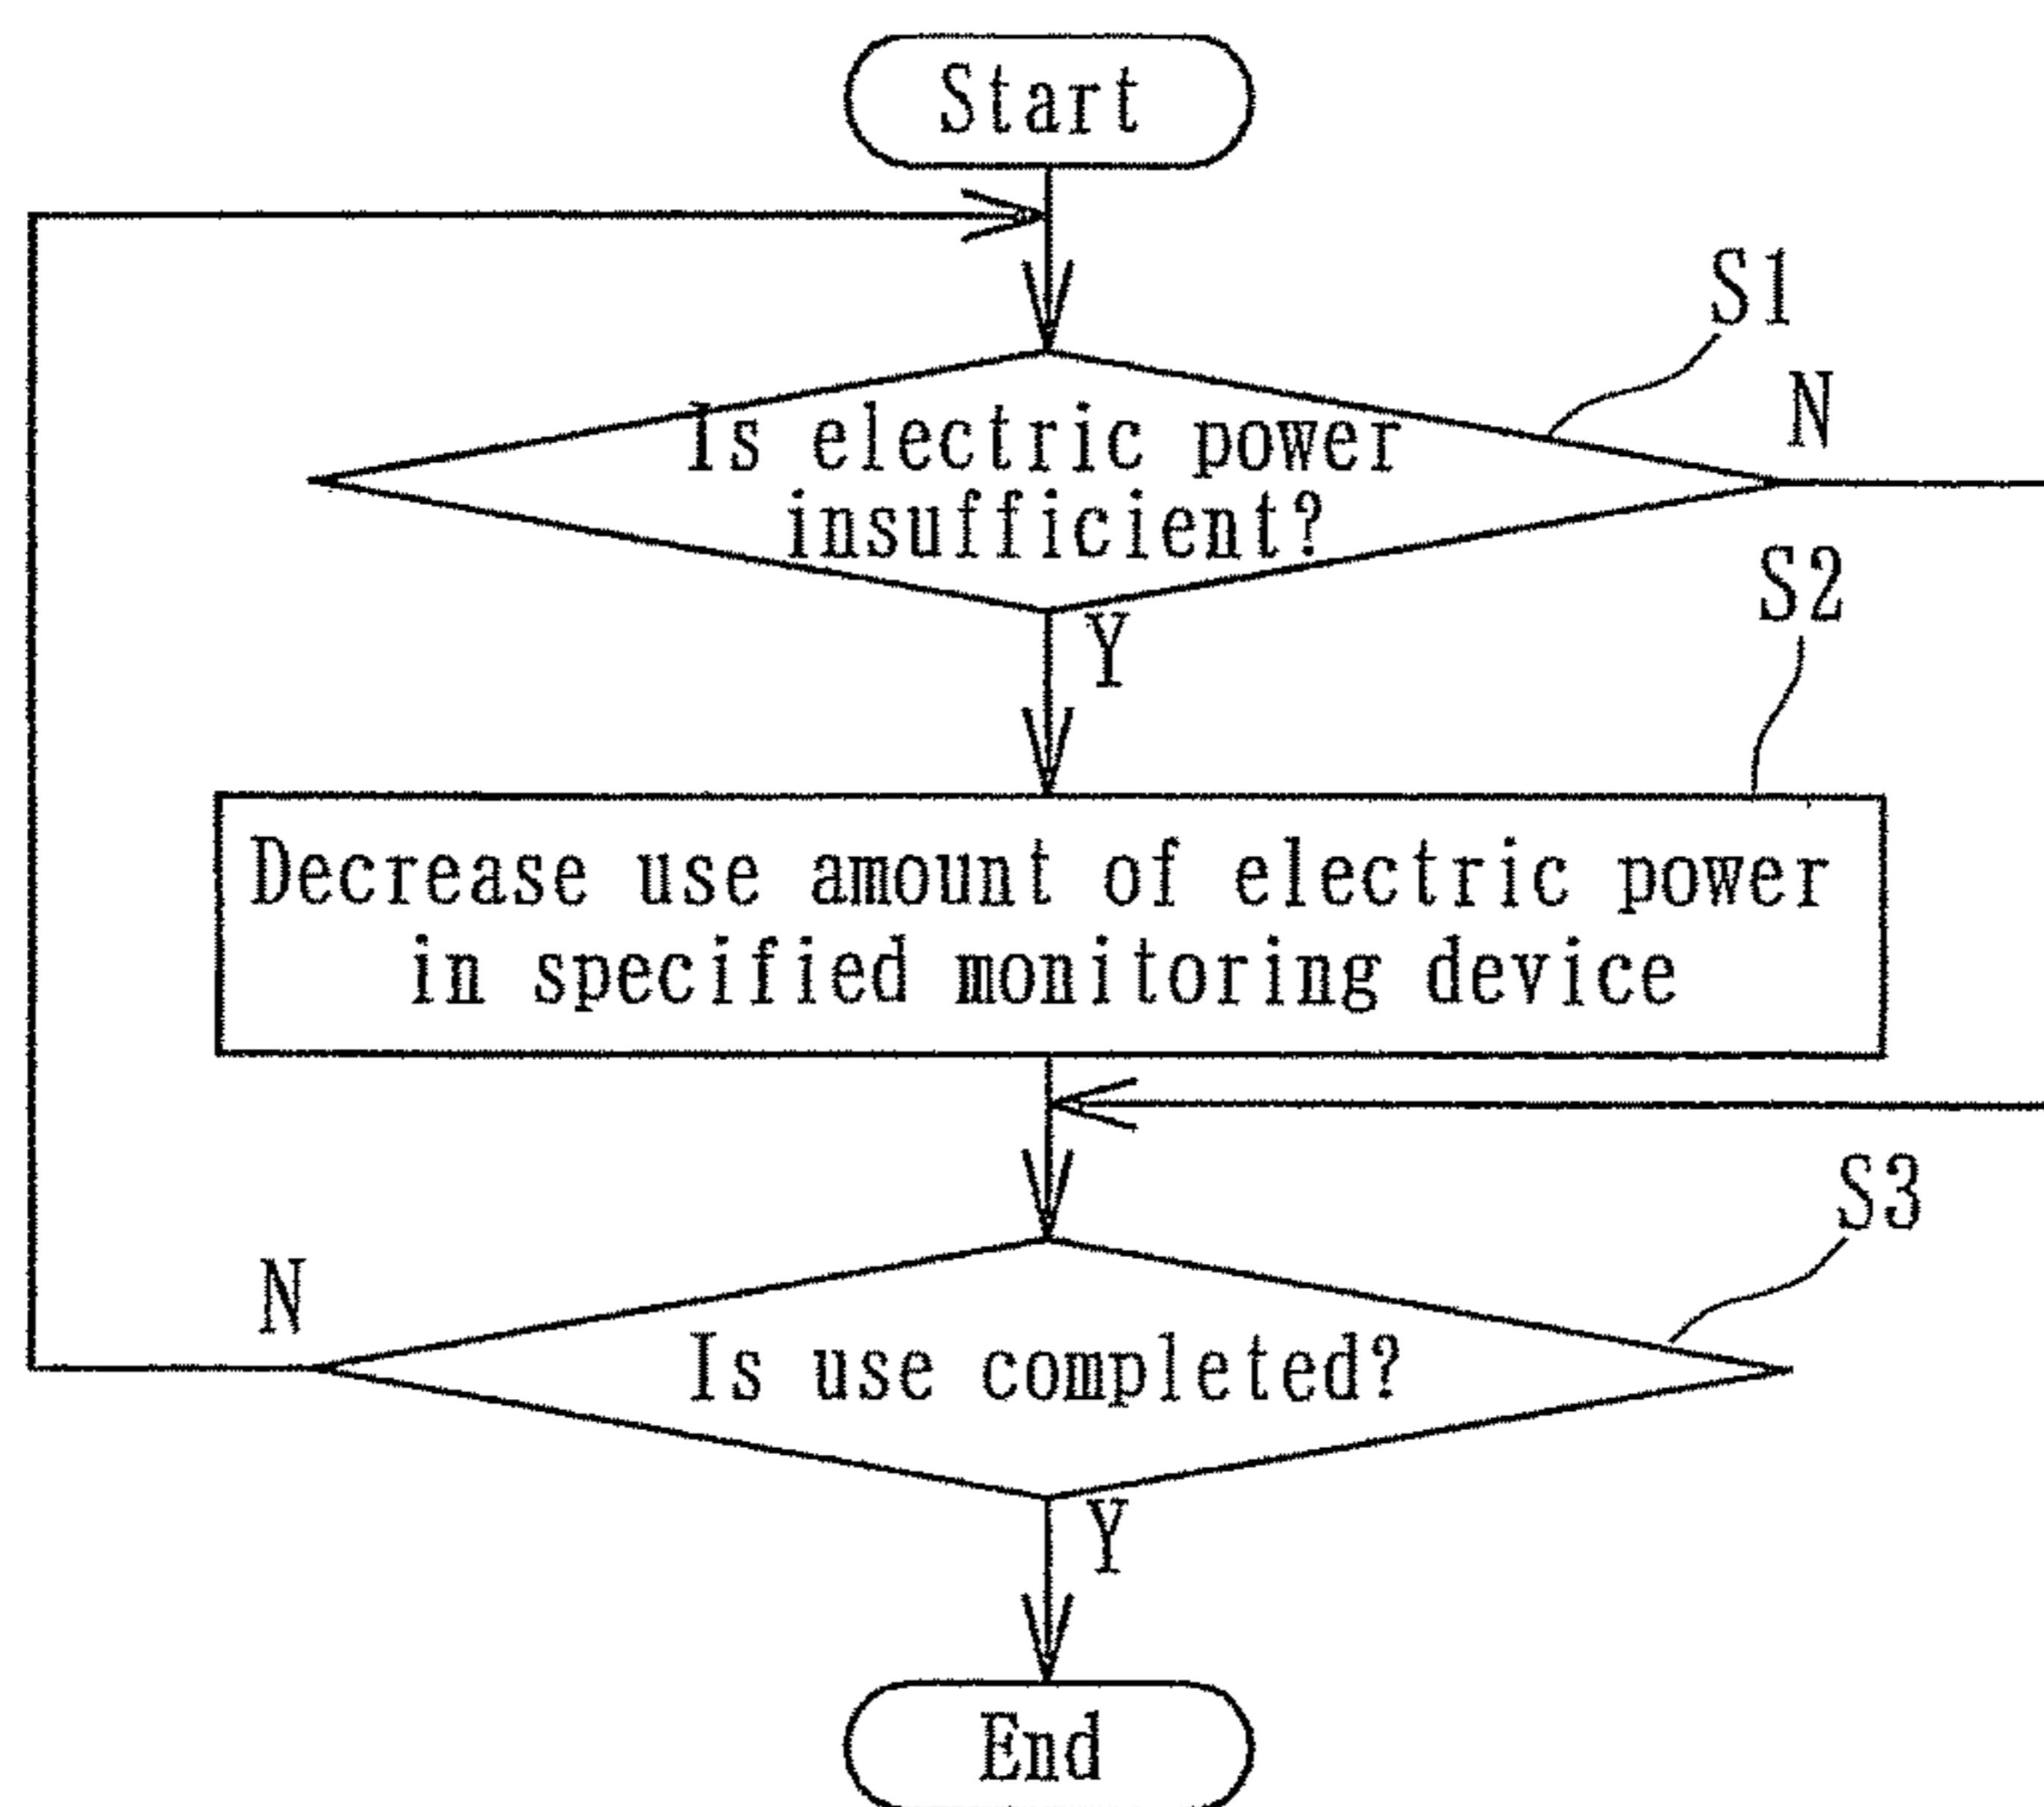 Start
S1
N
Is electric power
insufficient?
S2
Y
Decrease use amount of electric power
in specified monitoring device
S3
N
Is use completed?
Y
End